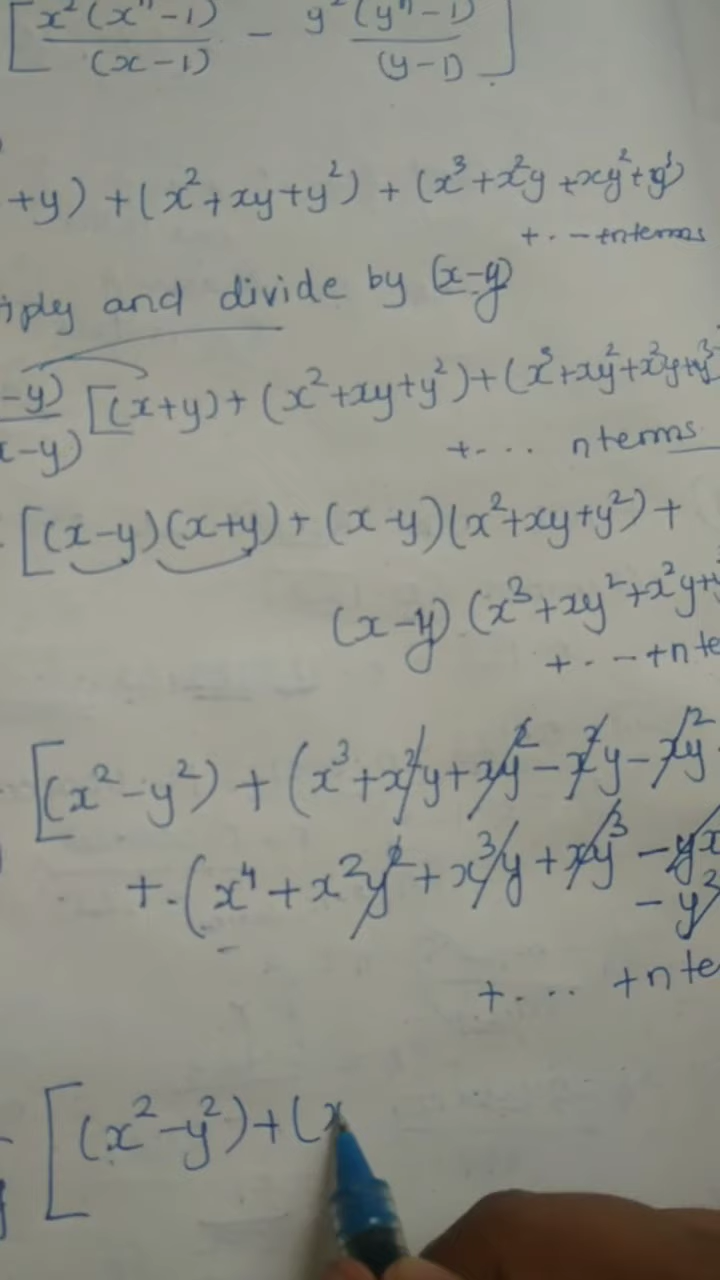 [x²(xⁿ-1)/(x-1) - y²(yⁿ-1)/(y-1)]
+y) + (x²+xy+y²) + (x³+x²y+xy²+y³)
+ . - + n terms
iply and divide by (x-y)
-y)/(x-y) [(x+y) + (x²+xy+y²) + (x³+xy²+x²y+y³
+ . . . n terms
[(x-y)(x+y) + (x-y)(x²+xy+y²) +
(x-y) (x³+xy²+x²y+
+ . - - + n te
[(x²-y²) + (x³+x²y+xy²-x²y-xy²
+ . (x⁴+x²y²+x³y+xy³-yx
-y³
+ . . . + n te
[(x²-y²)+(x